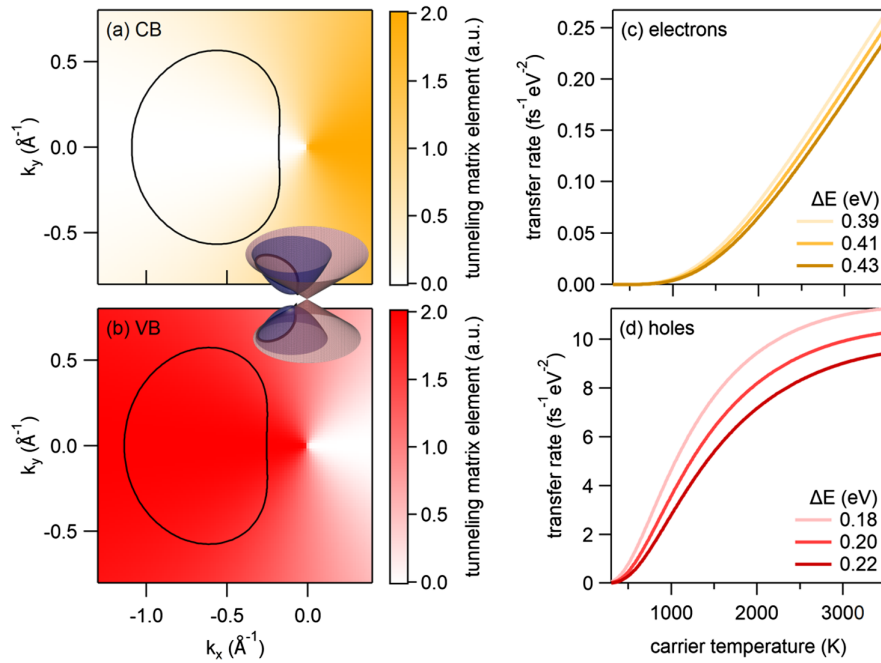 (a) CB
0.5
0.0
-0.5
k_y (Å⁻¹)
2.0
1.5
1.0
0.5
0.0
tunneling matrix element (a.u.)
(b) VB
0.5
0.0
-0.5
k_y (Å⁻¹)
-1.0 -0.5 0.0
k_x (Å⁻¹)
2.0
1.5
1.0
0.5
0.0
tunneling matrix element (a.u.)
(c) electrons
0.25
0.20
0.15
0.10
0.05
0.00
transfer rate (fs⁻¹eV⁻²)
ΔE (eV)
0.39
0.41
0.43
(d) holes
10
8
6
4
2
0
transfer rate (fs⁻¹eV⁻²)
ΔE (eV)
0.18
0.20
0.22
1000 2000 3000
carrier temperature (K)